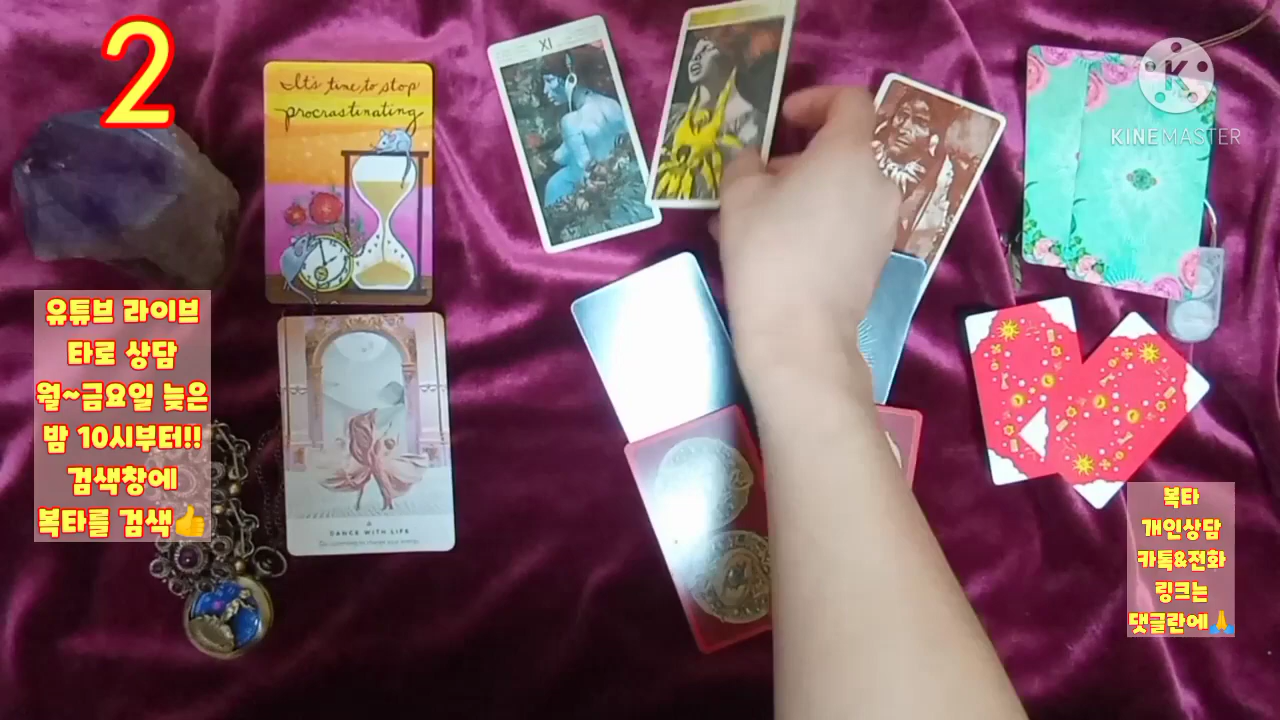 2
It's time to stop
procrastinating
XI
KINEMASTER
유튜브 라이브
타로 상담
월~금요일 늦은
밤 10시부터!!
검색창에
복타를 검색👍
DANCE WITH LIFE
복타
개인상담
카톡&전화
링크는
댓글란에🙏